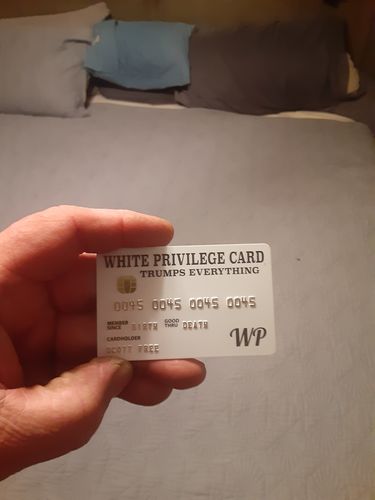 WHITE PRIVILEGE CARD
TRUMPS EVERYTHING
0045 0045 0045 0045
MEMBER SINCE BIRTH GOOD THRU DEATH
CARDHOLDER
SCOTT FREE
WP